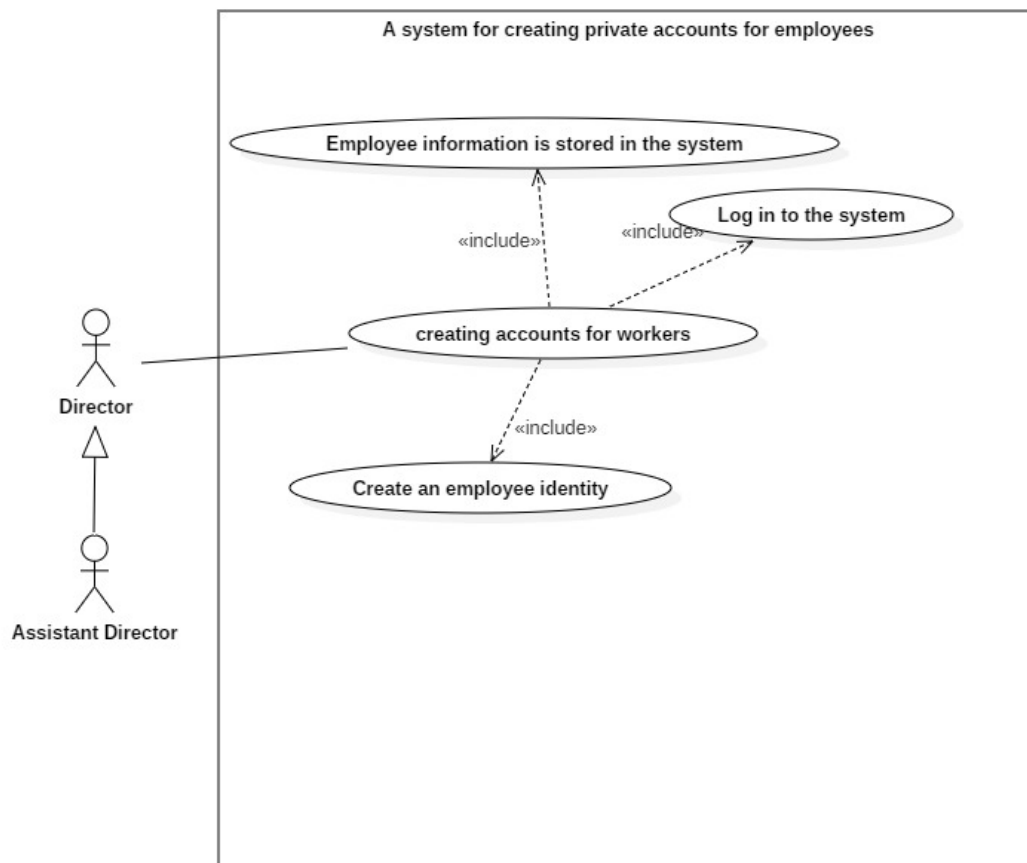 A system for creating private accounts for employees
Employee information is stored in the system
Log in to the system
«include»
«include»
creating accounts for workers
Director
«include»
Create an employee identity
Assistant Director